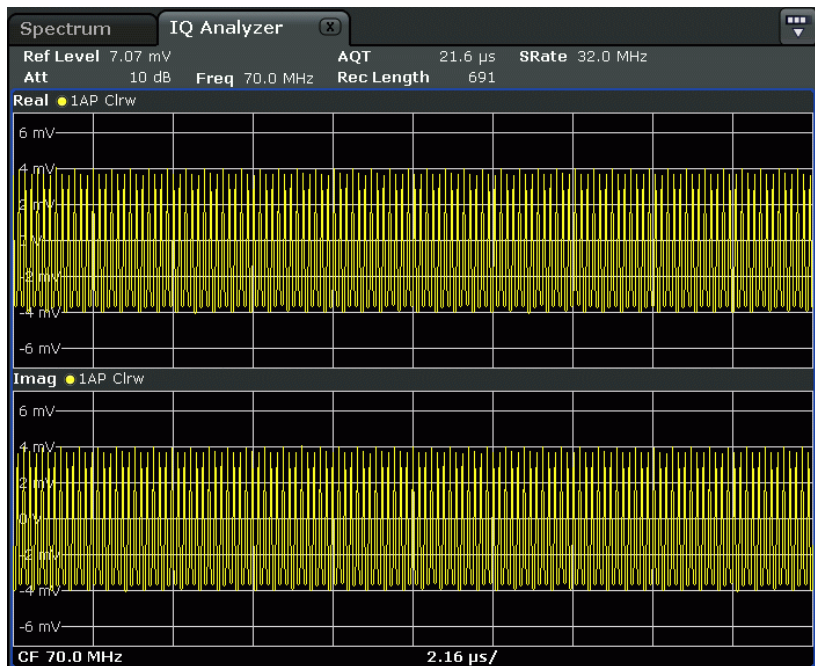 Spectrum IQ Analyzer X
Ref Level 7.07 mV AQT 21.6 µs SRate 32.0 MHz
Att 10 dB Freq 70.0 MHz Rec Length 691
Real 1AP Clrw
6 mV
4 mV
2 mV
0 V
-2 mV
-4 mV
-6 mV
Imag 1AP Clrw
6 mV
4 mV
2 mV
0 V
-2 mV
-4 mV
-6 mV
CF 70.0 MHz 2.16 µs/